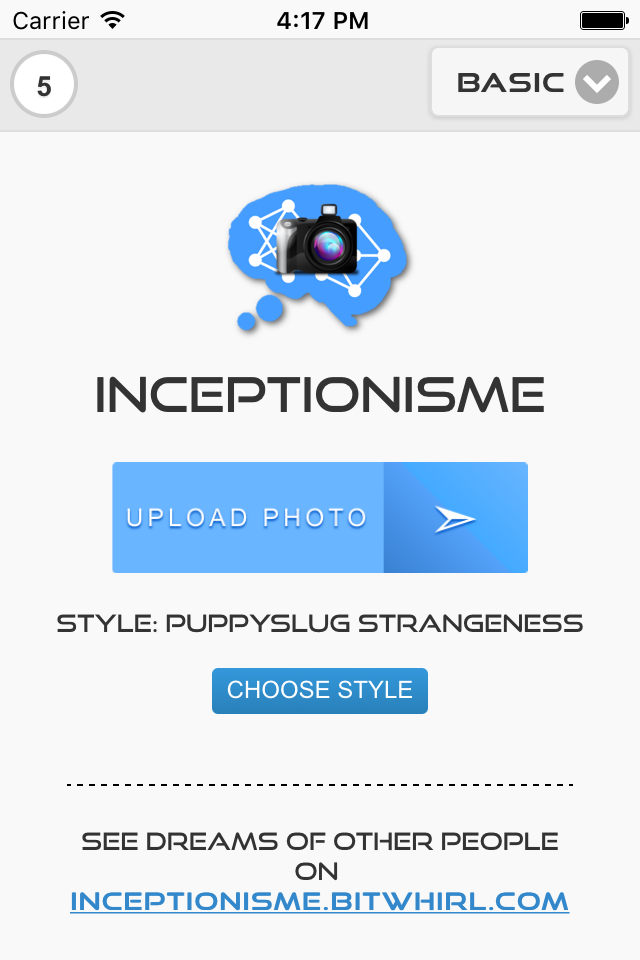 Carrier 4:17 PM
5 BASIC
INCEPTIONISME
UPLOAD PHOTO
STYLE: PUPPYSLUG STRANGENESS
CHOOSE STYLE
SEE DREAMS OF OTHER PEOPLE
ON
INCEPTIONISME.BITWHIRL.COM